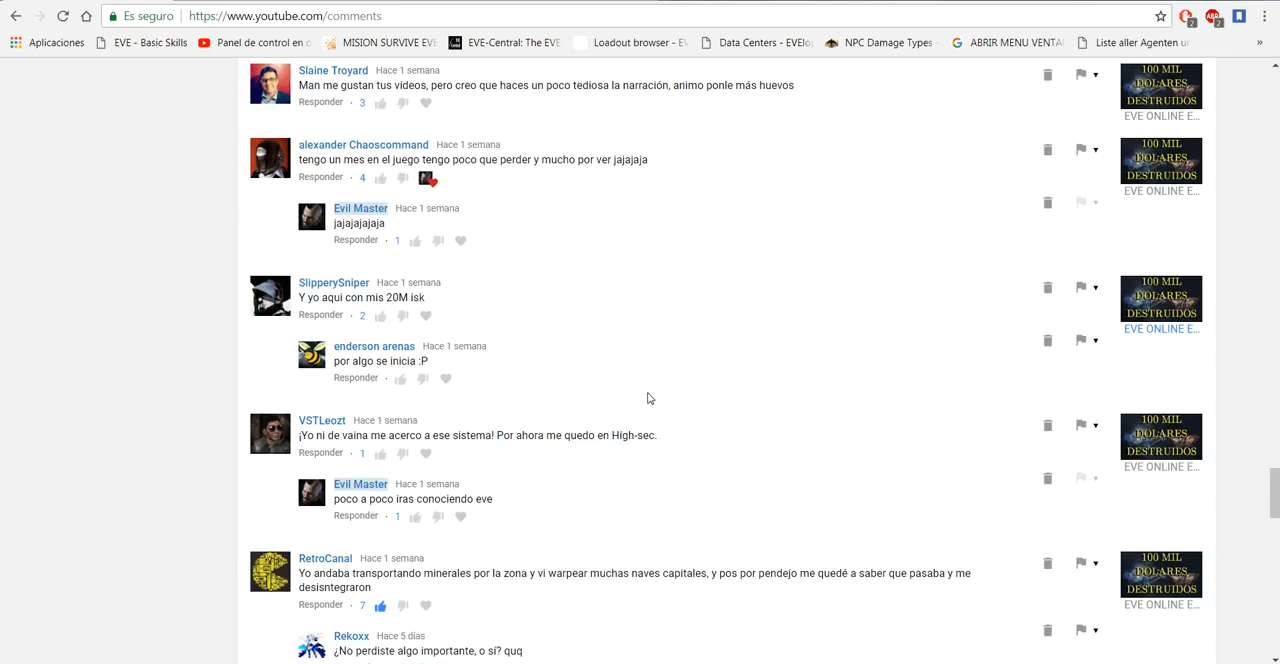 Es seguro https://www.youtube.com/comments
Aplicaciones EVE - Basic Skills Panel de control en MISION SURVIVE EVE EVE-Central: The EVE Loadout browser - EV Data Centers - EVElo NPC Damage Types - ABRIR MENU VENTA Liste aller Agenten u »
Slaine Troyard Hace 1 semana
Man me gustan tus videos, pero creo que haces un poco tediosa la narración, animo ponle más huevos
Responder · 3
100 MIL
DOLARES
DESTRUIDOS
EVE ONLINE E...
alexander Chaoscommand Hace 1 semana
tengo un mes en el juego tengo poco que perder y mucho por ver jajajaja
Responder · 4
100 MIL
DOLARES
DESTRUIDOS
EVE ONLINE E...
Evil Master Hace 1 semana
jajajajajaja
Responder · 1
SlipperySniper Hace 1 semana
Y yo aqui con mis 20M isk
Responder · 2
100 MIL
DOLARES
DESTRUIDOS
EVE ONLINE E...
enderson arenas Hace 1 semana
por algo se inicia :P
Responder ·
VSTLeozt Hace 1 semana
¡Yo ni de vaina me acerco a ese sistema! Por ahora me quedo en High-sec.
Responder · 1
100 MIL
DOLARES
DESTRUIDOS
EVE ONLINE E...
Evil Master Hace 1 semana
poco a poco iras conociendo eve
Responder · 1
RetroCanal Hace 1 semana
Yo andaba transportando minerales por la zona y vi warpear muchas naves capitales, y pos por pendejo me quedé a saber que pasaba y me
desisntegraron
Responder · 7
100 MIL
DOLARES
DESTRUIDOS
EVE ONLINE E...
Rekoxx Hace 5 días
¿No perdiste algo importante, o sí? quq